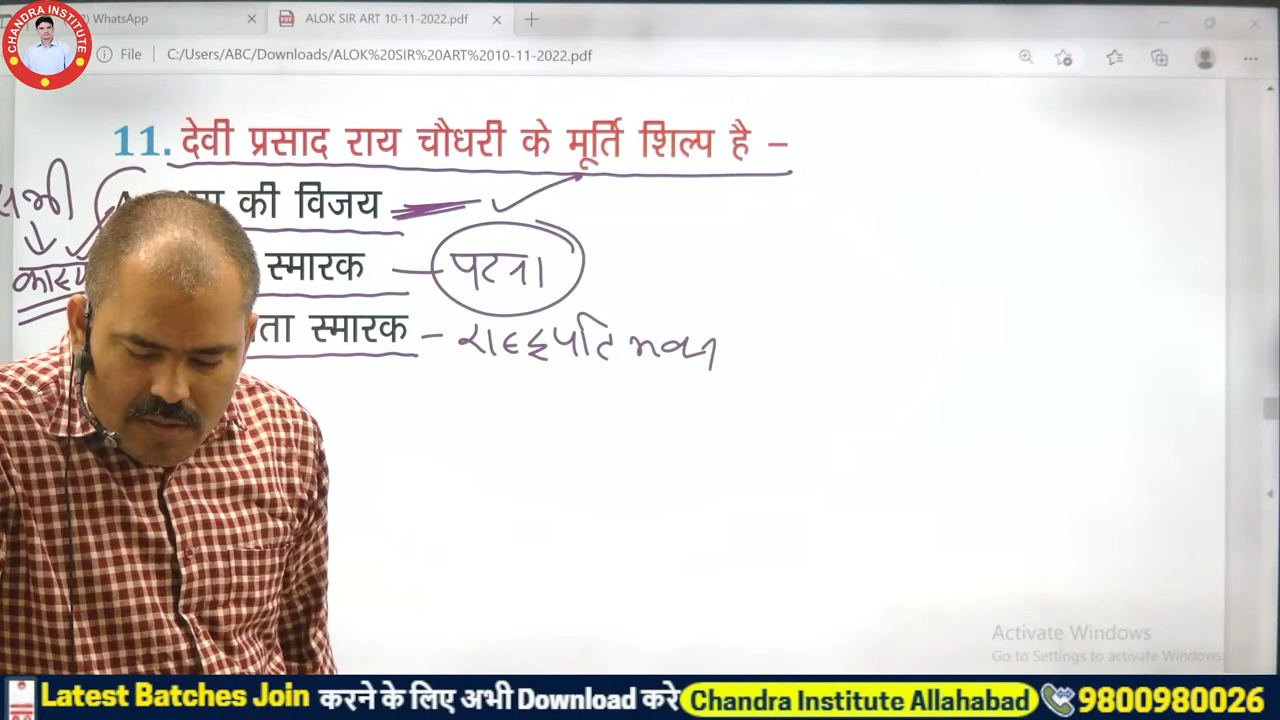 CHANDRA INSTITUTE
WhatsApp
ALOK SIR ART 10-11-2022.pdf
File
C:/Users/ABC/Downloads/ALOK%20SIR%20ART%2010-11-2022.pdf
11. देवी प्रसाद राय चौधरी के मूर्ति शिल्प है –
सभी
की विजय
स्मारक – पटना
स्मारक – राष्ट्रपति भवन
Activate Windows
Go to Settings to activate Windows
Latest Batches Join करने के लिए अभी Download करे Chandra Institute Allahabad 9800980026